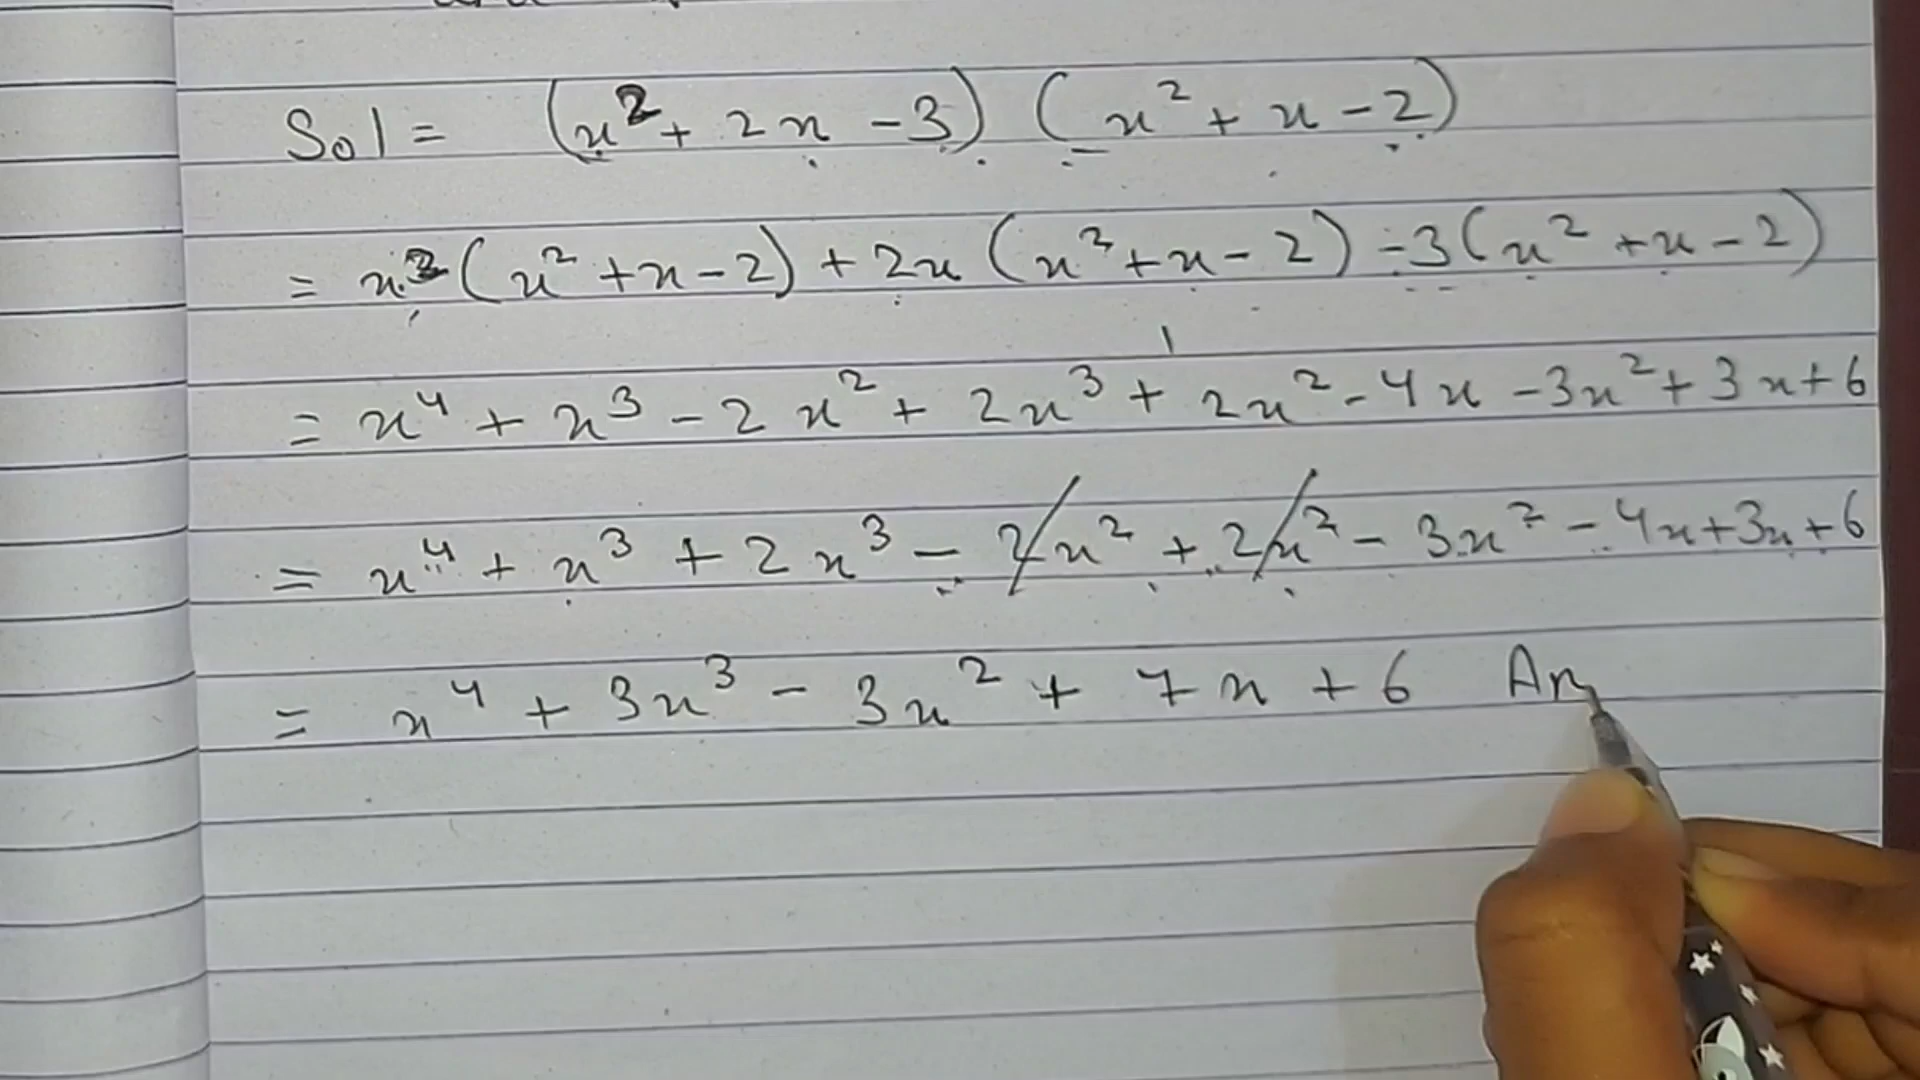 Sol = (x² + 2x - 3) (x² + x - 2)
= x² (x² + x - 2) + 2x (x² + x - 2) - 3 (x² + x - 2)
= x⁴ + x³ - 2x² + 2x³ + 2x² - 4x - 3x² + 3x + 6
= x⁴ + x³ + 2x³ - 2x² + 2x² - 3x² - 4x + 3x + 6
= x⁴ + 3x³ - 3x² + 7x + 6 An